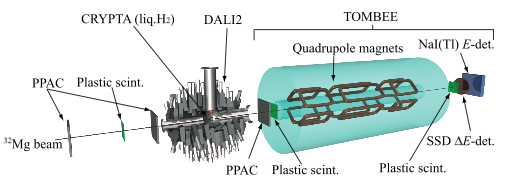 TOMBEE
CRYPTA (liq.H₂)
DALI2
Quadrupole magnets
NaI(Tl) E-det.
PPAC
Plastic scint.
³²Mg beam
SSD ΔE-det.
PPAC
Plastic scint.
Plastic scint.